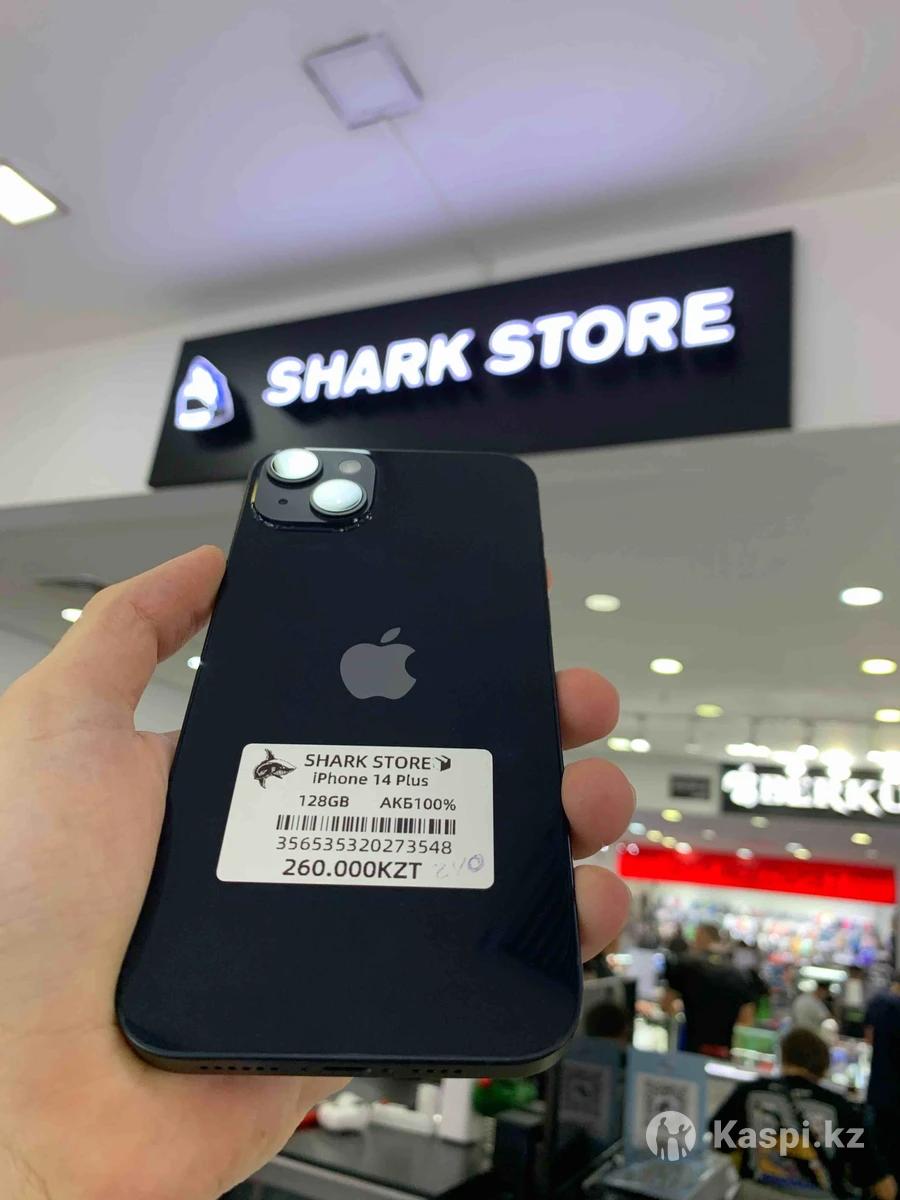 SHARK STORE
SHARK STORE
iPhone 14 Plus
128GB АКБ100%
356535320273548
260.000KZT
Kaspi.kz